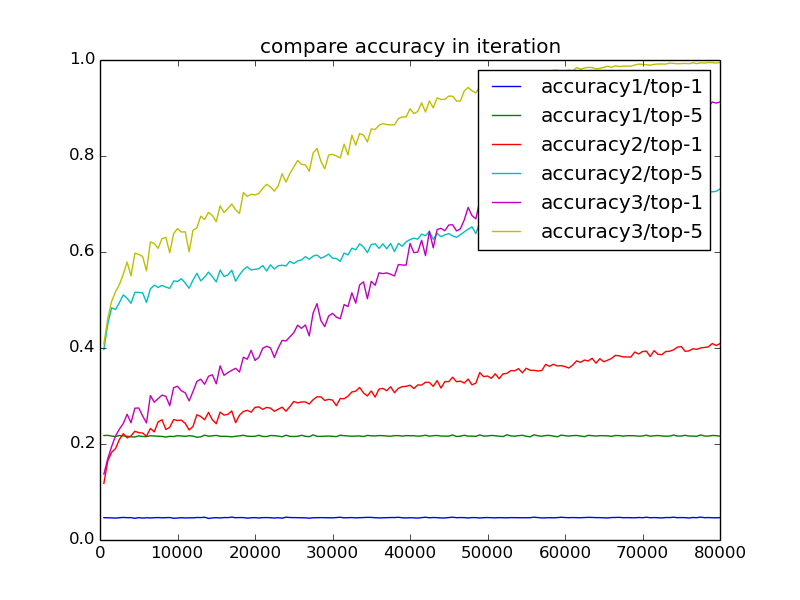 compare accuracy in iteration
1.0
0.8
0.6
0.4
0.2
0.0
accuracy1/top-1
accuracy1/top-5
accuracy2/top-1
accuracy2/top-5
accuracy3/top-1
accuracy3/top-5
0 10000 20000 30000 40000 50000 60000 70000 80000